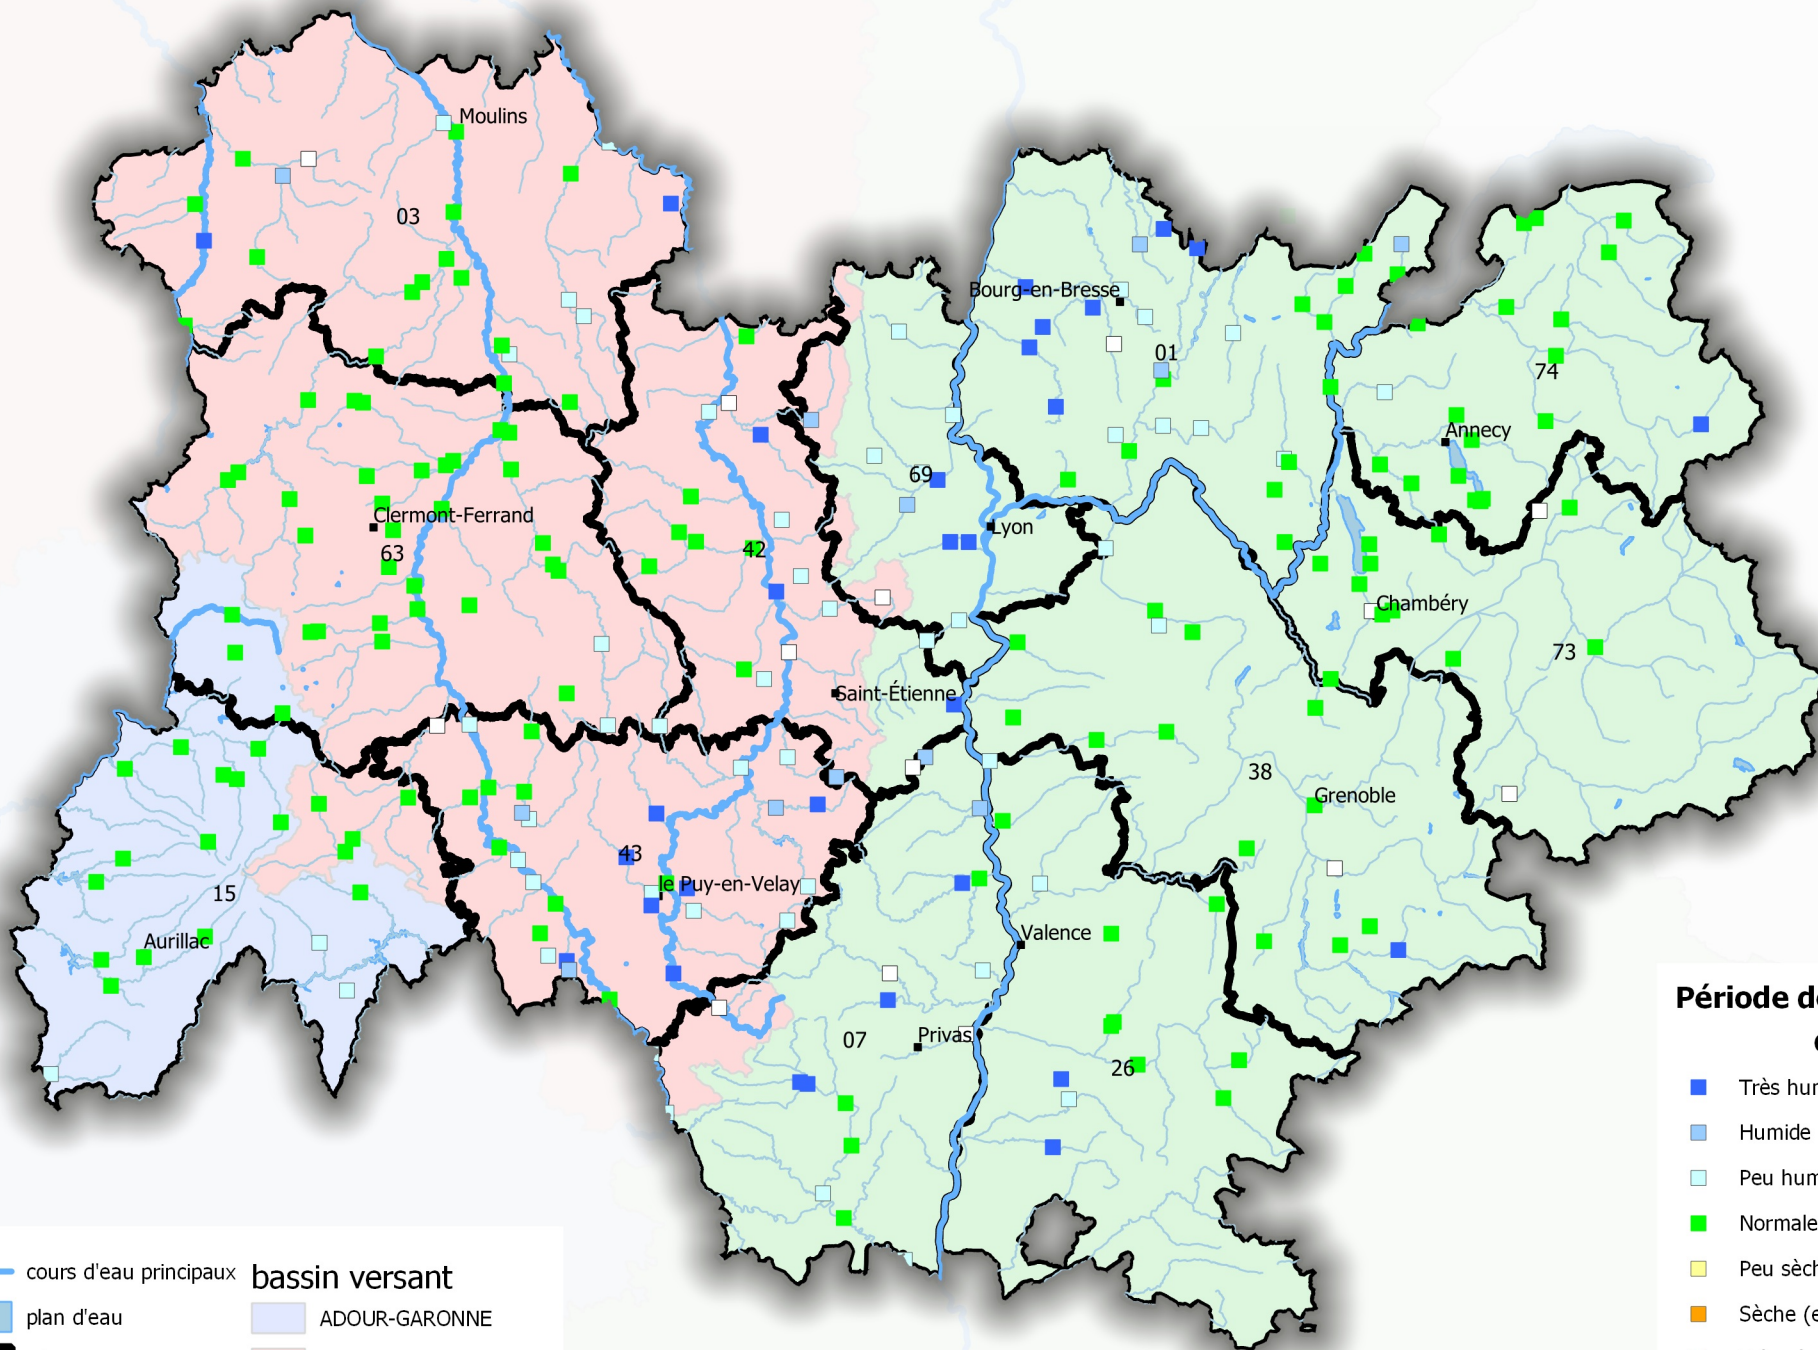 Moulins
03
Bourg-en-Bresse
01
74
Annecy
69
Clermont-Ferrand
Lyon
63
42
Chambéry
73
Saint-Étienne
38
Grenoble
43
le Puy-en-Velay
15
Aurillac
Valence
Privas
07
26
Période de
Très hum
Humide
Peu hum
Normale
Peu sèch
Sèche (e
cours d'eau principaux
plan d'eau
bassin versant
ADOUR-GARONNE